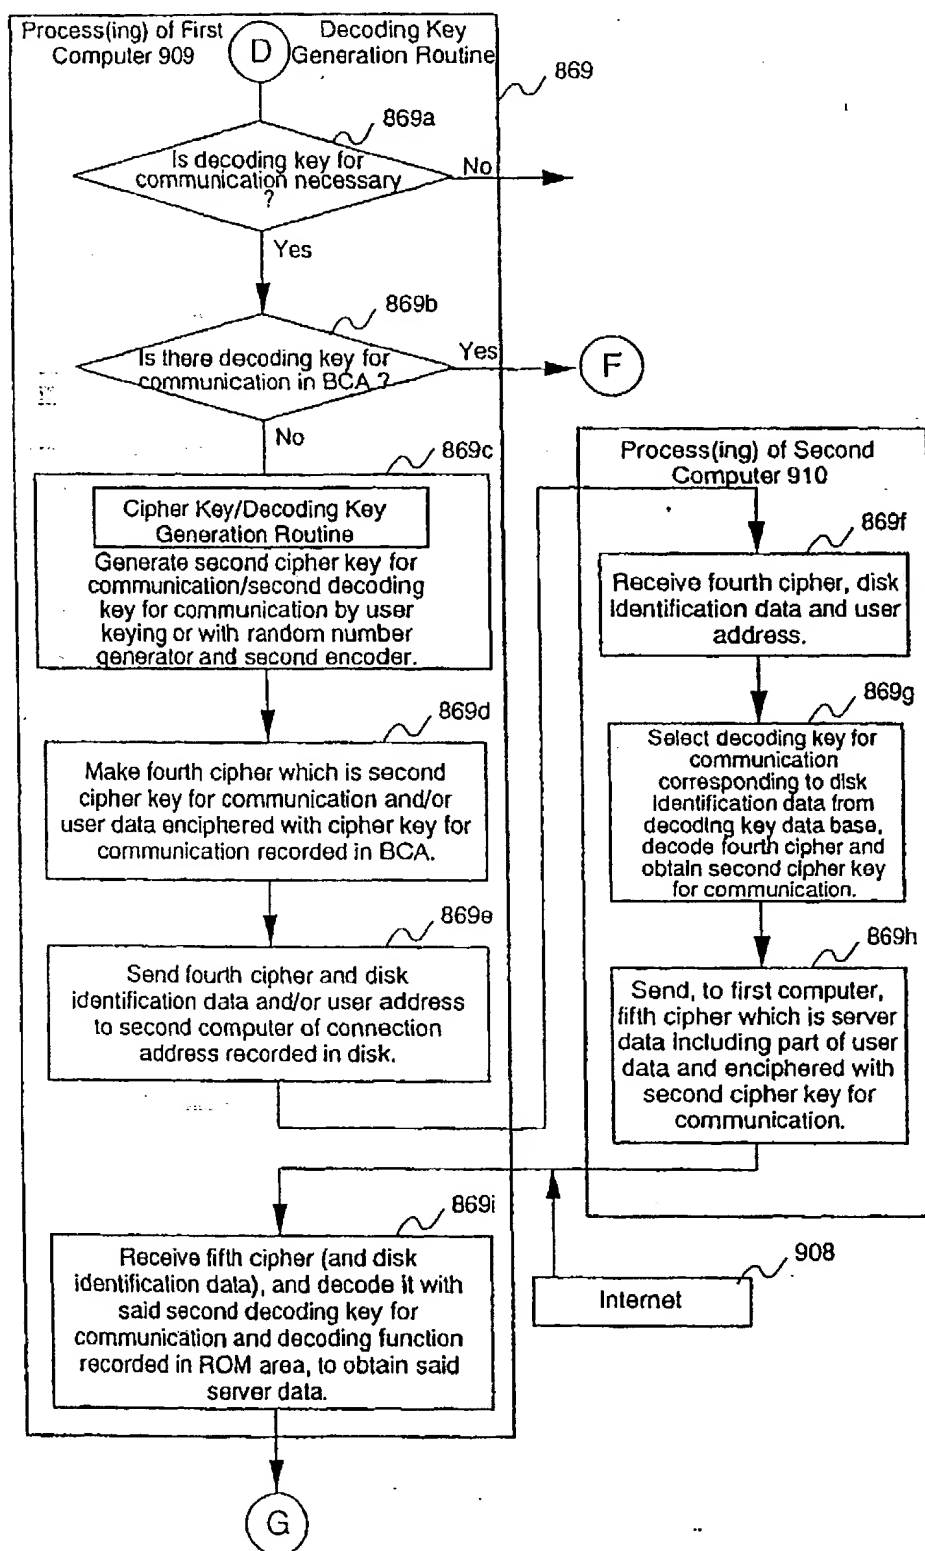 Process(ing) of First
Computer 909
D
Decoding Key
Generation Routine
869
869a
Is decoding key for
communication necessary
?
No
Yes
869b
Is there decoding key for
communication in BCA ?
Yes
F
No
869c
Cipher Key/Decoding Key
Generation Routine
Generate second cipher key for
communication/second decoding
key for communication by user
keying or with random number
generator and second encoder.
869d
Make fourth cipher which is second
cipher key for communication and/or
user data enciphered with cipher key for
communication recorded in BCA.
869e
Send fourth cipher and disk
identification data and/or user address
to second computer of connection
address recorded in disk.
Process(ing) of Second
Computer 910
869f
Receive fourth cipher, disk
identification data and user
address.
869g
Select decoding key for
communication
corresponding to disk
identification data from
decoding key data base,
decode fourth cipher and
obtain second cipher key
for communication.
869h
Send, to first computer,
fifth cipher which is server
data including part of user
data and enciphered with
second cipher key for
communication.
908
Internet
869i
Receive fifth cipher (and disk
identification data), and decode it with
said second decoding key for
communication and decoding function
recorded in ROM area, to obtain said
server data.
G